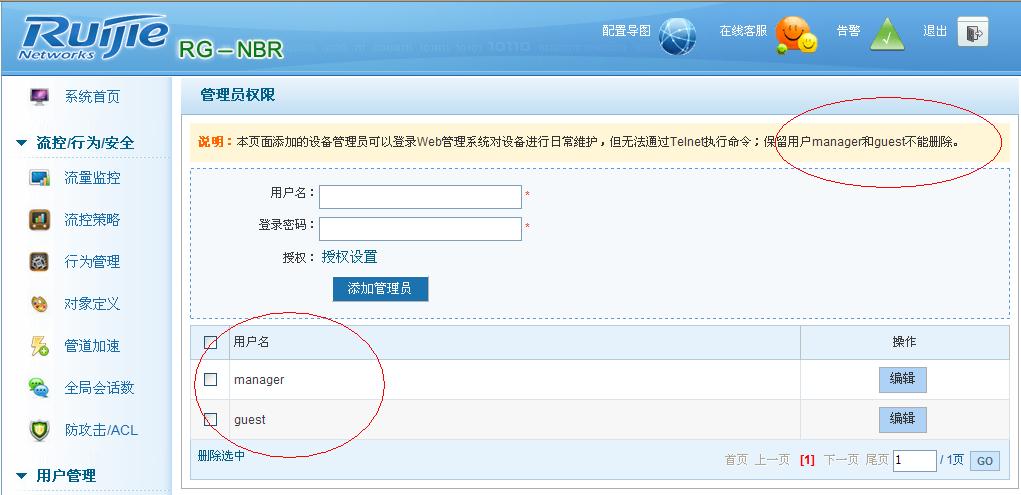 Ruijie
Networks
RG-NBR
配置导图
在线客服
告警
退出
系统首页
流控/行为/安全
流量监控
流控策略
行为管理
对象定义
管道加速
全局会话数
防攻击/ACL
用户管理
管理员权限
说明：本页面添加的设备管理员可以登录Web管理系统对设备进行日常维护，但无法通过Telnet执行命令；保留用户manager和guest不能删除。
用户名：*
登录密码：*
授权：授权设置
添加管理员
用户名 操作
manager 编辑
guest 编辑
删除选中
首页 上一页 [1] 下一页 尾页 1 / 1页 GO